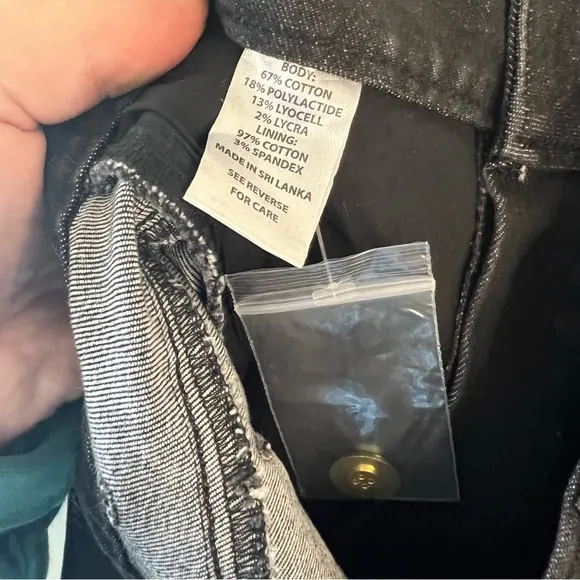 BODY:
67% COTTON
18% POLYLACTIDE
13% LYOCELL
2% LYCRA
LINING:
97% COTTON
3% SPANDEX
MADE IN SRI LANKA
SEE REVERSE
FOR CARE